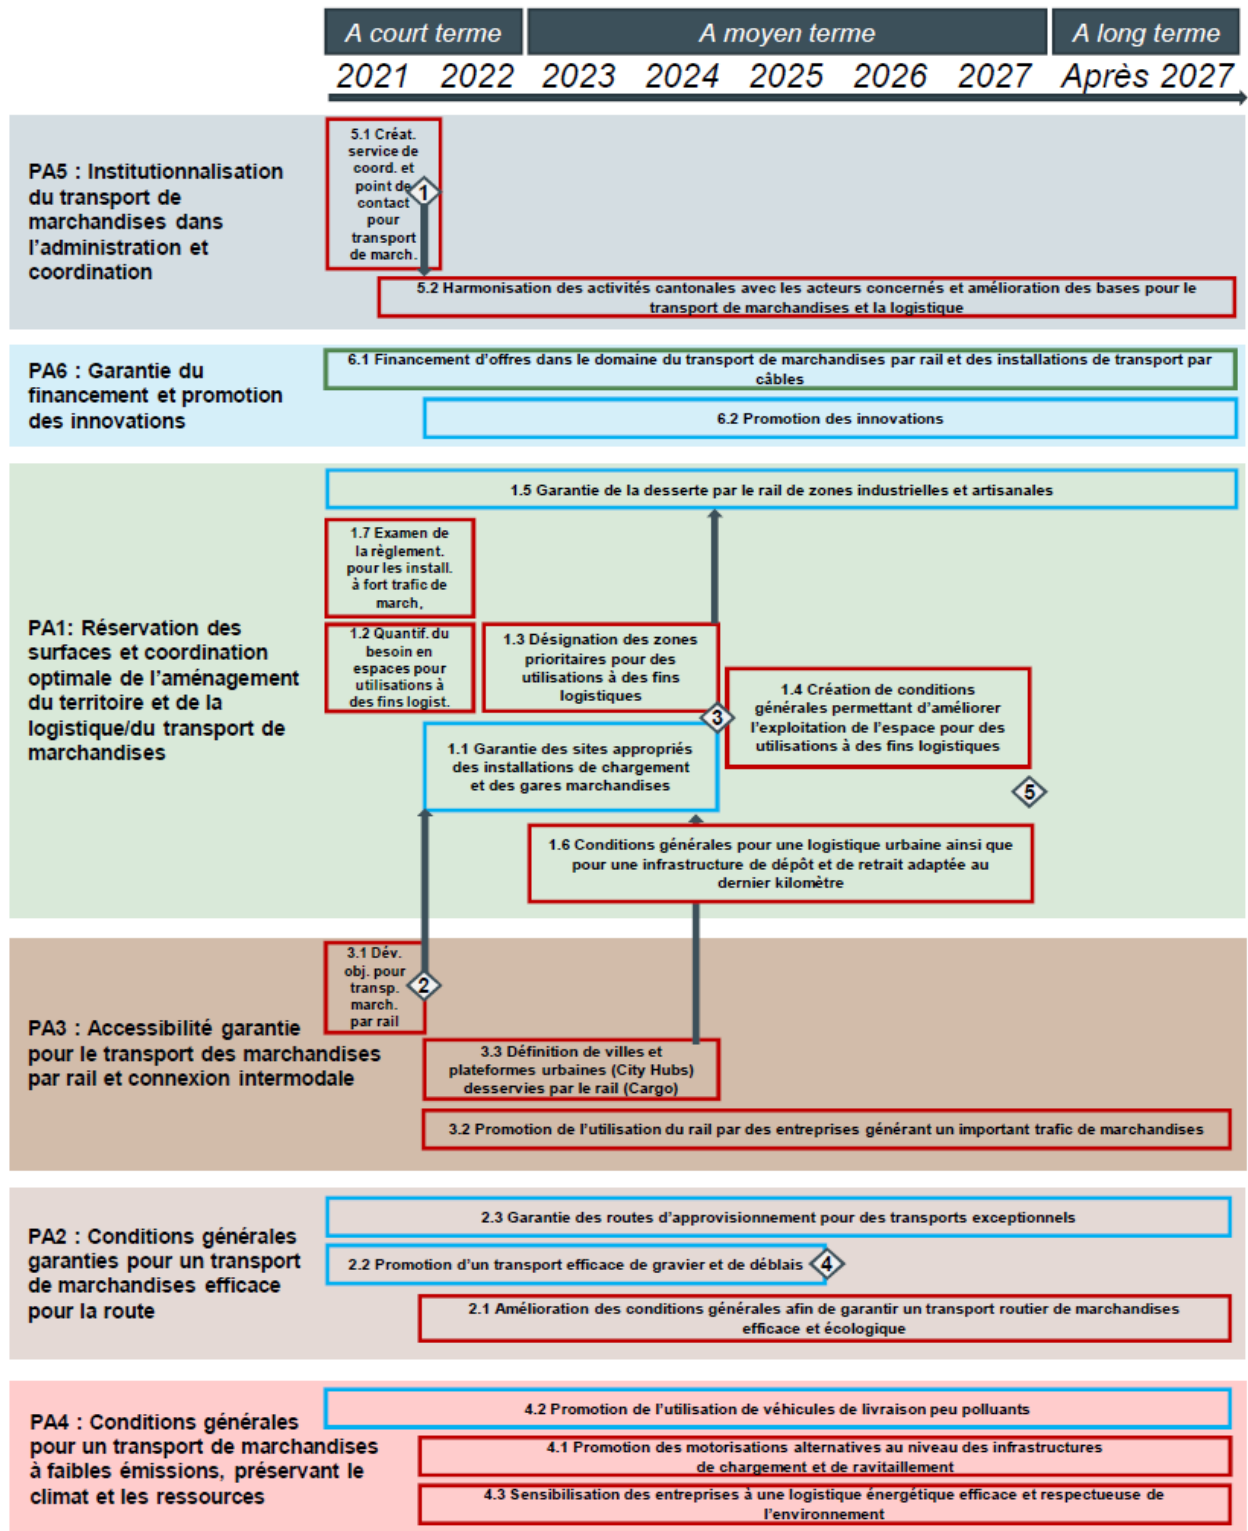 A court terme
A moyen terme
A long terme
2021 2022 2023 2024 2025 2026 2027 Après 2027
PA5 : Institutionnalisation
du transport de
marchandises dans
l'administration et
coordination
5.1 Créat.
service de
coord. et
point de
contact
pour
transport
de march.
1
5.2 Harmonisation des activités cantonales avec les acteurs concernés et amélioration des bases pour le
transport de marchandises et la logistique
PA6 : Garantie du
financement et promotion
des innovations
6.1 Financement d'offres dans le domaine du transport de marchandises par rail et des installations de transport par
câbles
6.2 Promotion des innovations
PA1: Réservation des
surfaces et coordination
optimale de l'aménagement
du territoire et de la
logistique/du transport de
marchandises
1.5 Garantie de la desserte par le rail de zones industrielles et artisanales
1.7 Examen de
la règlement.
pour les install.
à fort trafic de
march,
1.2 Quantif. du
besoin en
espaces pour
utilisations à
des fins logist.
1.3 Désignation des zones
prioritaires pour des
utilisations à des fins
logistiques
3
1.4 Création de conditions
générales permettant d'améliorer
l'exploitation de l'espace pour des
utilisations à des fins logistiques
1.1 Garantie des sites appropriés
des installations de chargement
et des gares marchandises
5
1.6 Conditions générales pour une logistique urbaine ainsi que
pour une infrastructure de dépôt et de retrait adaptée au
dernier kilomètre
PA3 : Accessibilité garantie
pour le transport des marchandises
par rail et connexion intermodale
3.1 Dév.
obj. pour
transp.
march.
par rail
2
3.3 Définition de villes et
plateformes urbaines (City Hubs)
desservies par le rail (Cargo)
3.2 Promotion de l'utilisation du rail par des entreprises générant un important trafic de marchandises
PA2 : Conditions générales
garanties pour un transport
de marchandises efficace
pour la route
2.3 Garantie des routes d'approvisionnement pour des transports exceptionnels
2.2 Promotion d'un transport efficace de gravier et de déblais
4
2.1 Amélioration des conditions générales afin de garantir un transport routier de marchandises
efficace et écologique
PA4 : Conditions générales
pour un transport de marchandises
à faibles émissions, préservant le
climat et les ressources
4.2 Promotion de l'utilisation de véhicules de livraison peu polluants
4.1 Promotion des motorisations alternatives au niveau des infrastructures
de chargement et de ravitaillement
4.3 Sensibilisation des entreprises à une logistique énergétique efficace et respectueuse de
l'environnement